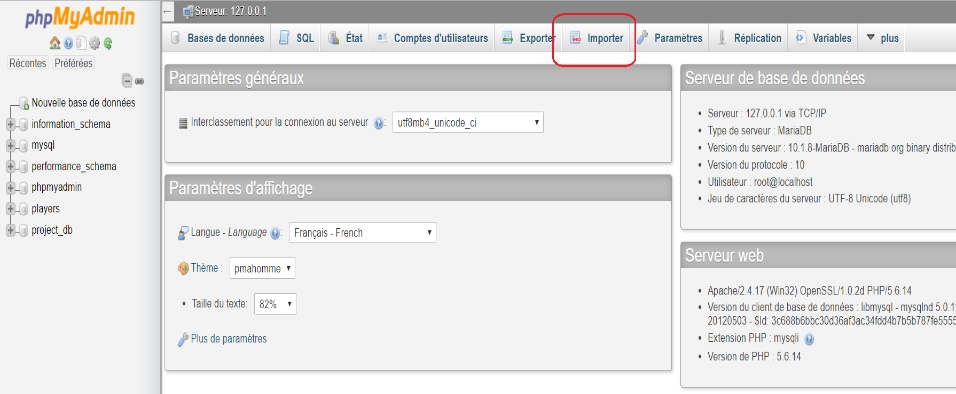 phpMyAdmin
Récentes Préférées
Nouvelle base de données
information_schema
mysql
performance_schema
phpmyadmin
players
project_db
Serveur: 127.0.0.1
Bases de données SQL État Comptes d'utilisateurs Exporter Importer Paramètres Réplication Variables plus
Paramètres généraux
Interclassement pour la connexion au serveur : utf8mb4_unicode_ci
Paramètres d'affichage
Langue - Language : Français - French
Thème : pmahomme
Taille du texte: 82%
Plus de paramètres
Serveur de base de données
Serveur : 127.0.0.1 via TCP/IP
Type de serveur : MariaDB
Version du serveur : 10.1.8-MariaDB - mariadb.org binary distrib
Version du protocole : 10
Utilisateur : root@localhost
Jeu de caractères du serveur : UTF-8 Unicode (utf8)
Serveur web
Apache/2.4.17 (Win32) OpenSSL/1.0.2d PHP/5.6.14
Version du client de base de données : libmysql - mysqlnd 5.0.1
20120503 - $Id: 3c688b6bbc30d36af3ac34fdd4b7b5b787fe5555
Extension PHP : mysqli
Version de PHP : 5.6.14